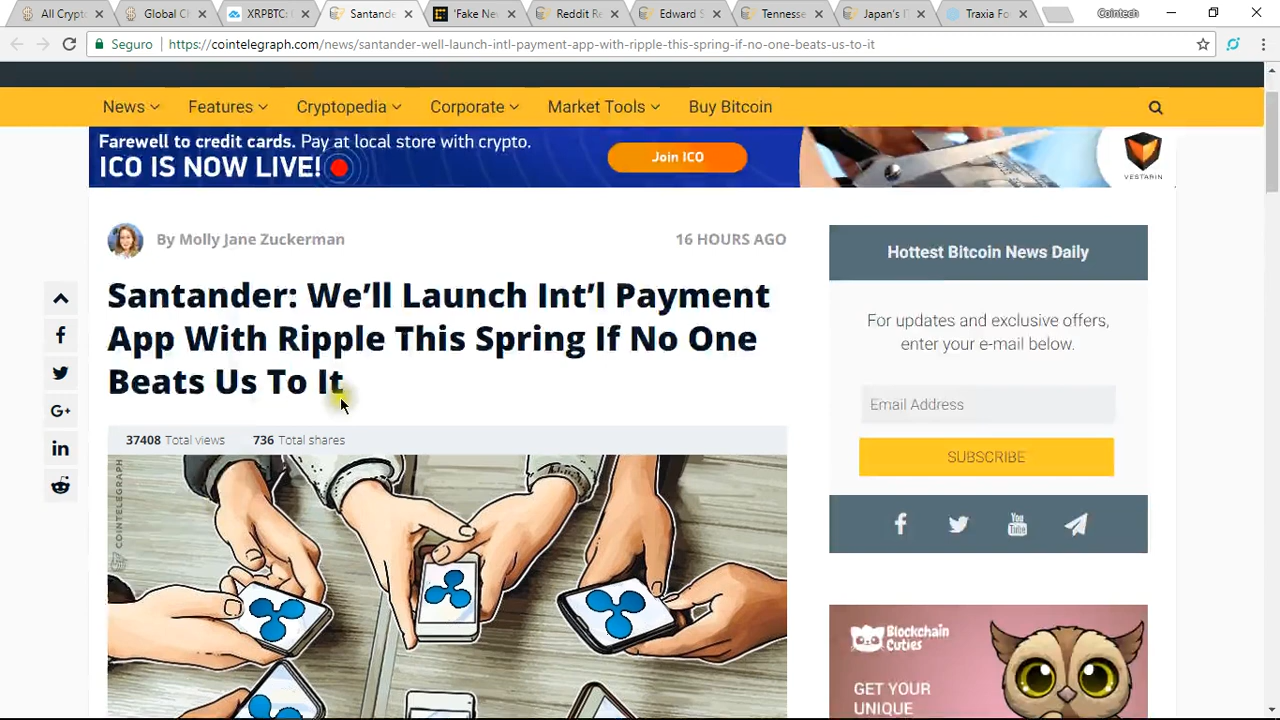 All Cryp
Global C
XRPBTC:
Santande
'Fake Ne
Reddit R
Edward
Tennesse
Japan's I
Traxia Fo
Cointech
Seguro
https://cointelegraph.com/news/santander-well-launch-intl-payment-app-with-ripple-this-spring-if-no-one-beats-us-to-it
News Features Cryptopedia Corporate Market Tools Buy Bitcoin
Farewell to credit cards. Pay at local store with crypto.
ICO IS NOW LIVE!
Join ICO
VESTARIN
By Molly Jane Zuckerman
16 HOURS AGO
Santander: We'll Launch Int'l Payment
App With Ripple This Spring If No One
Beats Us To It
37408 Total views 736 Total shares
COINTELEGRAPH
Hottest Bitcoin News Daily
For updates and exclusive offers,
enter your e-mail below.
Email Address
SUBSCRIBE
You
Tube
Blockchain
Cuties
GET YOUR
UNIQUE